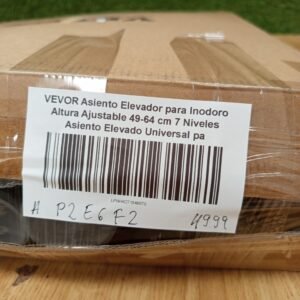 VEVOR Asiento Elevador para Inodoro
Altura Ajustable 49-64 cm 7 Niveles
Asiento Elevado Universal pa
A P2E6F2 4999